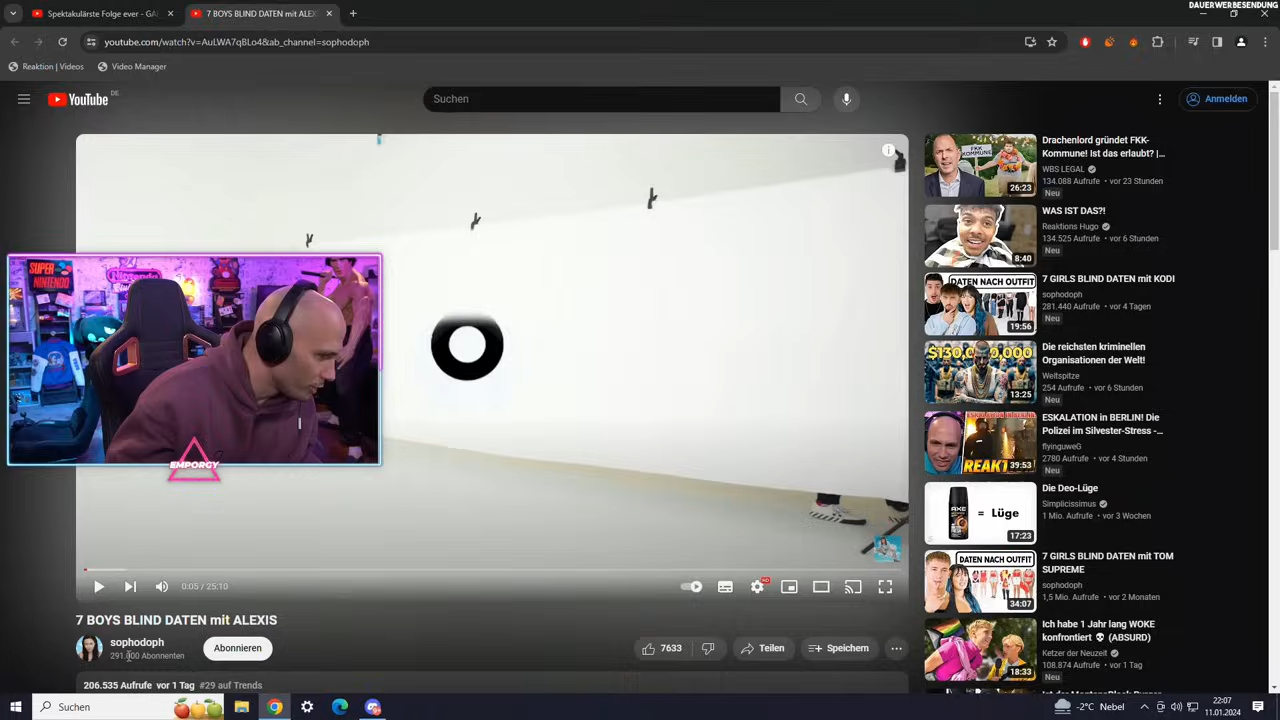 DAUERWERBESENDUNG
Spektakulärste Folge ever - GA
7 BOYS BLIND DATEN mit ALEX
youtube.com/watch?v=AuLWA7qBLo4&ab_channel=sophodoph
Reaktion | Videos
Video Manager
YouTube DE
Suchen
Anmelden
Drachenlord gründet FKK-
Kommune! Ist das erlaubt? |...
WBS LEGAL
134.088 Aufrufe • vor 23 Stunden
Neu
FKK
KOMMUNE
26:23
WAS IST DAS?!
Reaktions Hugo
134.525 Aufrufe • vor 6 Stunden
Neu
8:40
7 GIRLS BLIND DATEN mit KODI
sophodoph
281.440 Aufrufe • vor 4 Tagen
Neu
DATEN NACH OUTFIT
19:56
Die reichsten kriminellen
Organisationen der Welt!
Weltspitze
254 Aufrufe • vor 6 Stunden
Neu
13:25
ESKALATION in BERLIN! Die
Polizei im Silvester-Stress -...
flyinguweG
2780 Aufrufe • vor 4 Stunden
Neu
REAKT
39:53
Die Deo-Lüge
Simplicissimus
1 Mio. Aufrufe • vor 3 Wochen
AXE
= Lüge
17:23
7 GIRLS BLIND DATEN mit TOM
SUPREME
sophodoph
1,5 Mio. Aufrufe • vor 2 Monaten
DATEN NACH OUTFIT
34:07
Ich habe 1 Jahr lang WOKE
konfrontiert 💀 (ABSURD)
Ketzer der Neuzeit
108.874 Aufrufe • vor 1 Tag
Neu
18:33
SUPER
NINTENDO
Nintendo
EMPORGY
0:05 / 25:10
HD
7 BOYS BLIND DATEN mit ALEXIS
sophodoph
Abonnenten
Abonnieren
7633
Teilen
Speichern
206.535 Aufrufe vor 1 Tag #29 auf Trends
Suchen
-2°C Nebel
22:07
11.01.2024